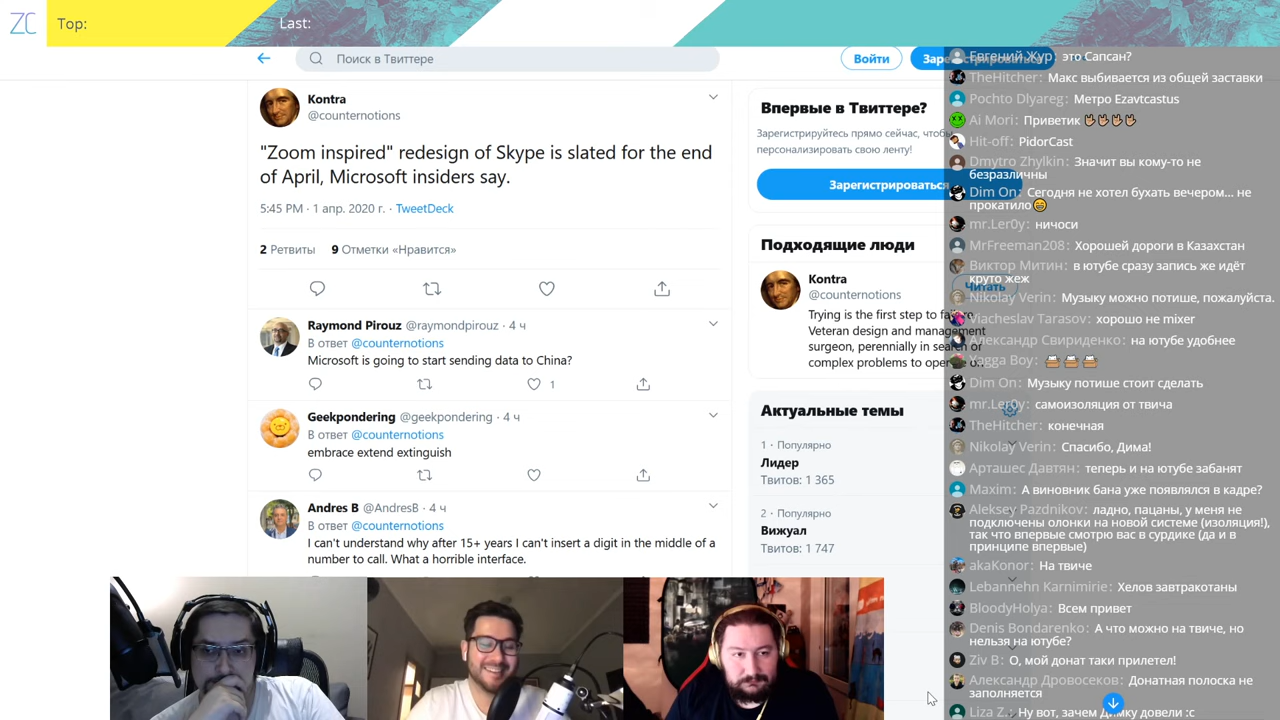 ZC
Top:
Last:
Поиск в Твиттере
Войти
Kontra
@counternotions
"Zoom inspired" redesign of Skype is slated for the end
of April, Microsoft insiders say.
5:45 PM · 1 апр. 2020 г. · TweetDeck
2 Ретвиты 9 Отметки «Нравится»
Raymond Pirouz @raymondpirouz · 4 ч
В ответ @counternotions
Microsoft is going to start sending data to China?
1
Geekpondering @geekpondering · 4 ч
В ответ @counternotions
embrace extend extinguish
Andres B @AndresB · 4 ч
В ответ @counternotions
I can't understand why after 15+ years I can't insert a digit in the middle of a
number to call. What a horrible interface.
Впервые в Твиттере?
Зарегистрируйтесь прямо сейчас, чтобы
персонализировать свою ленту!
Зарегистрироваться
Подходящие люди
Kontra
@counternotions
Читать
Trying is the first step to
Veteran design and management
surgeon, perennially in search of
complex problems to
Актуальные темы
1 · Популярно
Лидер
Твитов: 1 365
2 · Популярно
Вижуал
Твитов: 1 747
Евгений Жур: это Сапсан?
TheHitcher: Макс выбивается из общей заставки
Pochto Dlyareg: Метро Ezavtcastus
Ai Mori: Приветик 🤟🤟🤟🤟
Hit-off: PidorCast
Dmytro Zhylkin: Значит вы кому-то не
безразличны
Dim On: Сегодня не хотел бухать вечером... не
прокатило😄
mr.Ler0y: ничоси
MrFreeman208: Хорошей дороги в Казахстан
Виктор Митин: в ютубе сразу запись же идёт
круто жеж
Nikolay Verin: Музыку можно потише, пожалуйста.
Viacheslav Tarasov: хорошо не mixer
Александр Свириденко: на ютубе удобнее
Yagga Boy:
Dim On: Музыку потише стоит сделать
mr.Ler0y: самоизоляция от твича
TheHitcher: конечная
Nikolay Verin: Спасибо, Дима!
Арташес Давтян: теперь и на ютубе забанят
Maxim: А виновник бана уже появлялся в кадре?
Aleksey Pazdnikov: ладно, пацаны, у меня не
подключены олонки на новой системе (изоляция!),
так что впервые смотрю вас в сурдике (да и в
принципе впервые)
akaKonor: На твиче
Lebannehn Karnimirie: Хелов завтракотаны
BloodyHolya: Всем привет
Denis Bondarenko: А что можно на твиче, но
нельзя на ютубе?
Ziv B: О, мой донат таки прилетел!
Александр Дровосеков: Донатная полоска не
заполняется
Liza Z.: Ну вот, зачем Димку довели :с